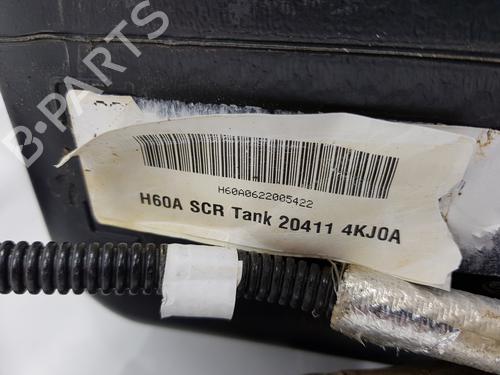 B-PARTS
H60A0622005422
H60A SCR Tank 20411 4KJ0A